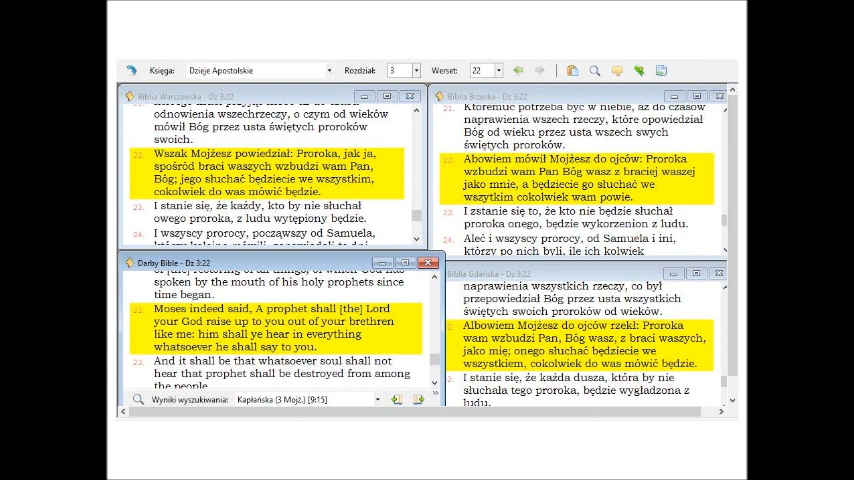 Księga: Dzieje Apostolskie Rozdział: 3 Werset: 22
Biblia Warszawska - Dz 3:22
odnowienia wszechrzeczy, o czym od wieków
mówił Bóg przez usta świętych proroków
swoich.
22. Wszak Mojżesz powiedział: Proroka, jak ja,
spośród braci waszych wzbudzi wam Pan,
Bóg; jego słuchać będziecie we wszystkim,
cokolwiek do was mówić będzie.
23. I stanie się, że każdy, kto by nie słuchał
owego proroka, z ludu wytępiony będzie.
24. I wszyscy prorocy, począwszy od Samuela,
Biblia Brzeska - Dz 3:22
21. Któremuć potrzeba być w niebie, aż do czasów
naprawienia wszech rzeczy, które opowiedział
Bóg od wieku przez usta wszech swych
świętych proroków.
22. Abowiem mówił Mojżesz do ojców: Proroka
wzbudzi wam Pan Bóg wasz z braciej waszej
jako mnie, a będziecie go słuchać we
wszytkim cokolwiek wam powie.
23. I zstanie się to, że kto nie będzie słuchał
proroka onego, będzie wykorzenion z ludu.
24. Aleć i wszyscy prorocy, od Samuela i ini,
którzy po nich byli, ile ich kolwiek
Darby Bible - Dz 3:22
spoken by the mouth of his holy prophets since
time began.
22. Moses indeed said, A prophet shall [the] Lord
your God raise up to you out of your brethren
like me: him shall ye hear in everything
whatsoever he shall say to you.
23. And it shall be that whatsoever soul shall not
hear that prophet shall be destroyed from among
the people.
Wyniki wyszukiwania: Kapłańska (3 Mojż.) [9:15]
Biblia Gdańska - Dz 3:22
naprawienia wszystkich rzeczy, co był
przepowiedział Bóg przez usta wszystkich
świętych swoich proroków od wieków.
2. Albowiem Mojżesz do ojców rzekł: Proroka
wam wzbudzi Pan, Bóg wasz, z braci waszych,
jako mię; onego słuchać będziecie we
wszystkiem, cokolwiek do was mówić będzie.
3. I stanie się, że każda dusza, która by nie
słuchała tego proroka, będzie wygładzona z
ludu.